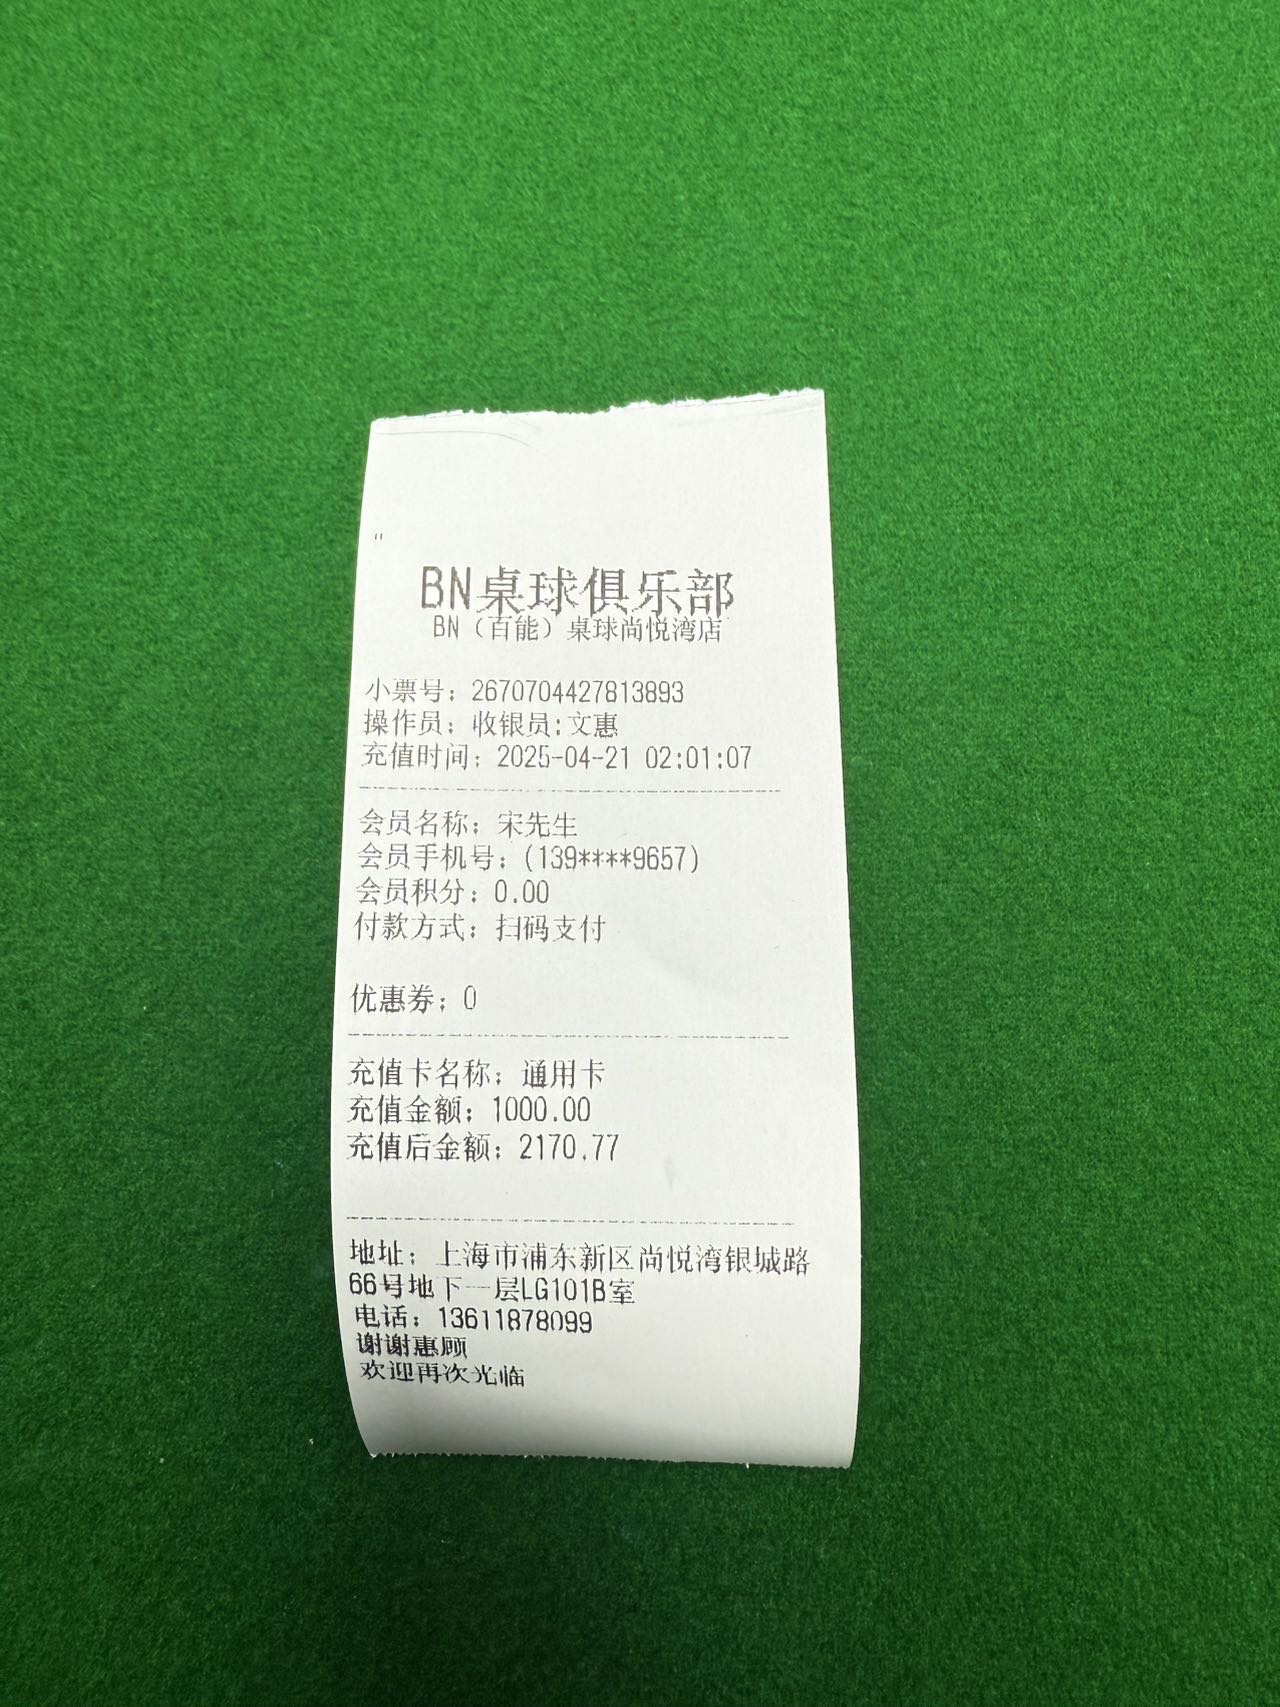 BN桌球俱乐部
BN（百能）桌球尚悦湾店
小票号：2670704427813893
操作员：收银员:文惠
充值时间：2025-04-21 02:01:07
会员名称：宋先生
会员手机号：(139****9657)
会员积分：0.00
付款方式：扫码支付
优惠券：0
充值卡名称：通用卡
充值金额：1000.00
充值后金额：2170.77
地址：上海市浦东新区尚悦湾银城路
66号地下一层LG101B室
电话：13611878099
谢谢惠顾
欢迎再次光临